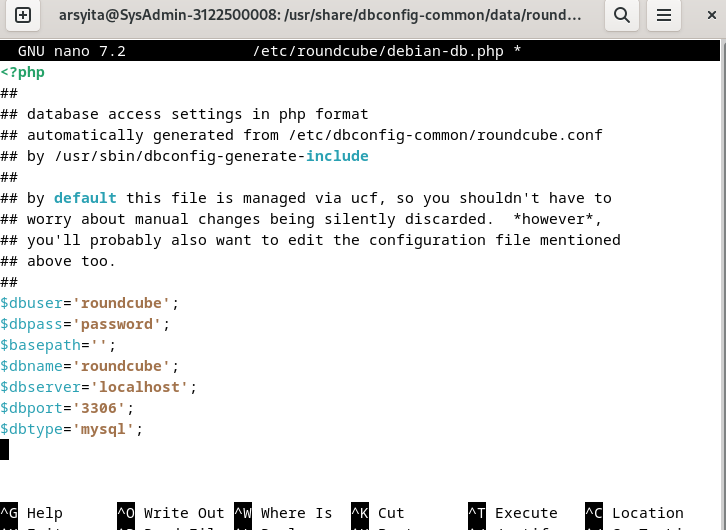 arsyita@SysAdmin-3122500008: /usr/share/dbconfig-common/data/round...
GNU nano 7.2 /etc/roundcube/debian-db.php *
<?php
##
## database access settings in php format
## automatically generated from /etc/dbconfig-common/roundcube.conf
## by /usr/sbin/dbconfig-generate-include
##
## by default this file is managed via ucf, so you shouldn't have to
## worry about manual changes being silently discarded.  *however*,
## you'll probably also want to edit the configuration file mentioned
## above too.
##
$dbuser='roundcube';
$dbpass='password';
$basepath='';
$dbname='roundcube';
$dbserver='localhost';
$dbport='3306';
$dbtype='mysql';
^G Help ^O Write Out ^W Where Is ^K Cut ^T Execute ^C Location